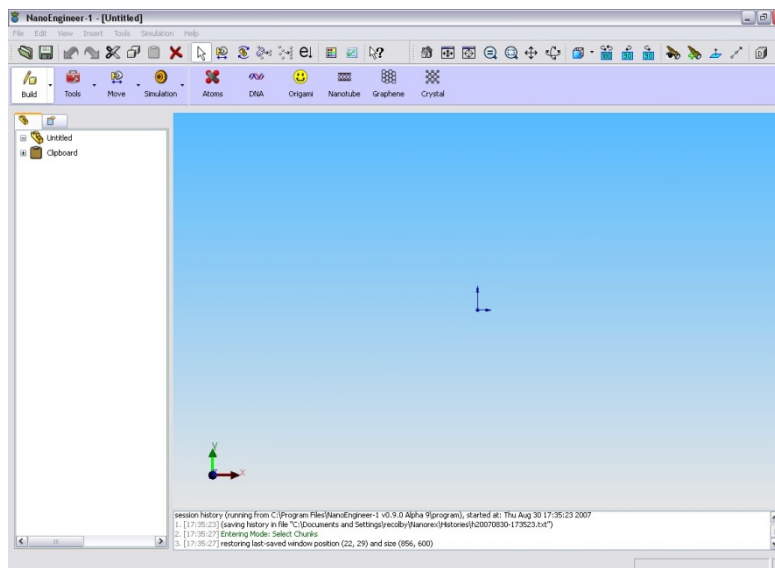 NanoEngineer-1 - [Untitled]
File Edit View Insert Tools Simulation Help
Build Tools Move Simulation Atoms DNA Origami Nanotube Graphene Crystal
Untitled
Clipboard
y
x
session history (running from C:\Program Files\NanoEngineer-1 v0.9.0 Alpha 9\program), started at: Thu Aug 30 17:35:23 2007
1. [17:35:23] (saving history in file "C:\Documents and Settings\recolby\Nanorex\Histories\h20070830-173523.txt")
2. [17:35:27] Entering Mode: Select Chunks
3. [17:35:27] restoring last-saved window position (22, 29) and size (856, 600)